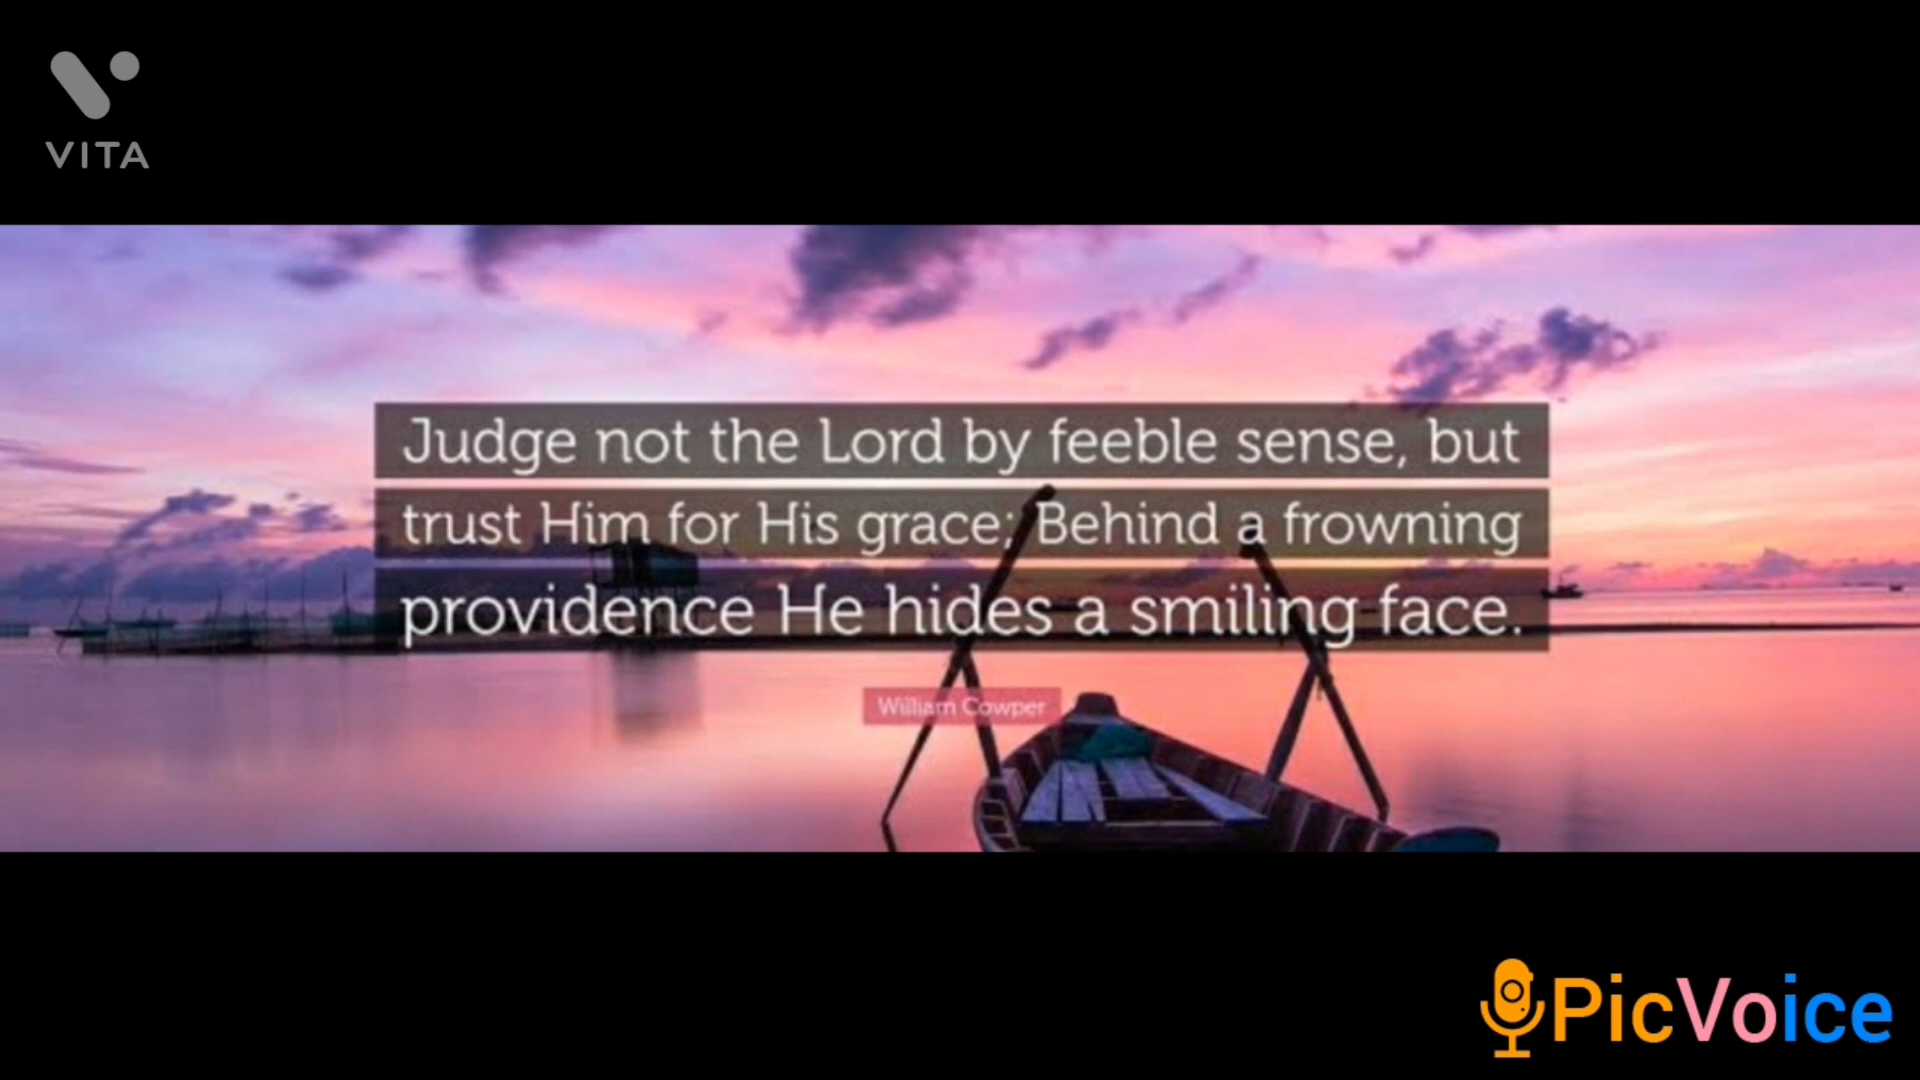 VITA
Judge not the Lord by feeble sense, but
trust Him for His grace; Behind a frowning
providence He hides a smiling face.
William Cowper
PicVoice